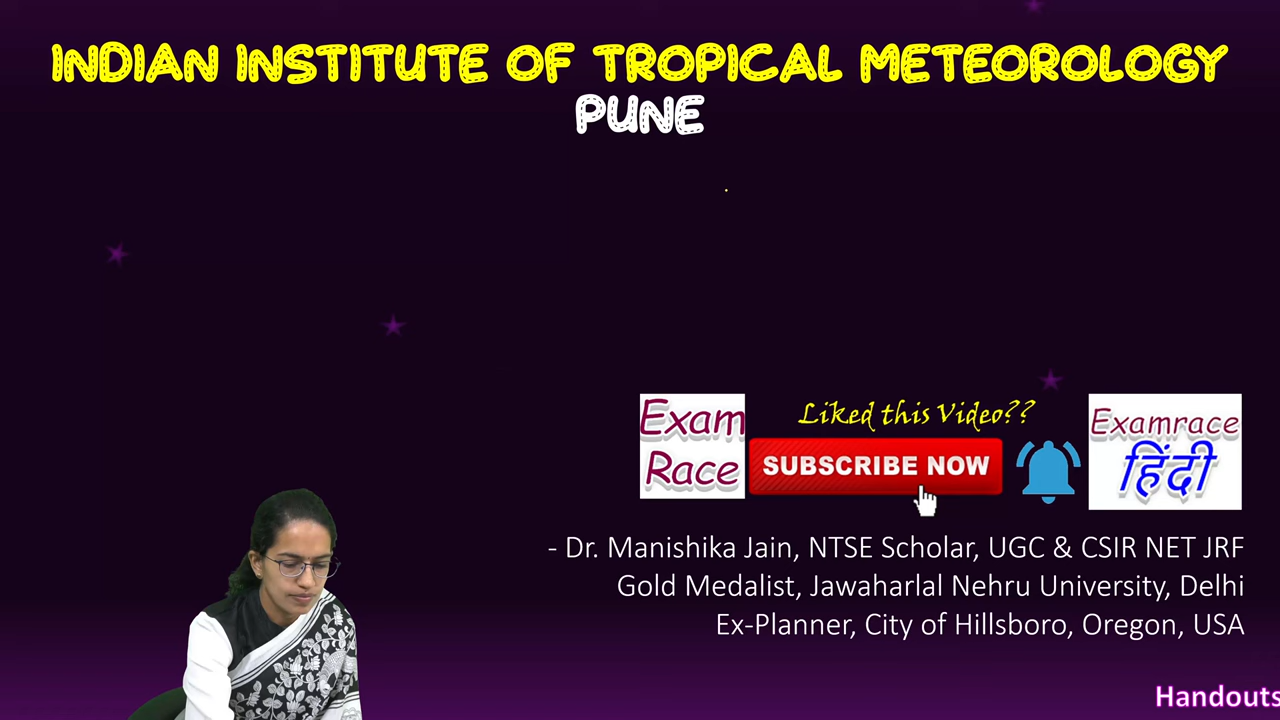 INDIAN INSTITUTE OF TROPICAL METEOROLOGY
PUNE
Exam
Race
Liked this Video??
SUBSCRIBE NOW
Examrace
हिंदी
- Dr. Manishika Jain, NTSE Scholar, UGC & CSIR NET JRF
Gold Medalist, Jawaharlal Nehru University, Delhi
Ex-Planner, City of Hillsboro, Oregon, USA
Handouts